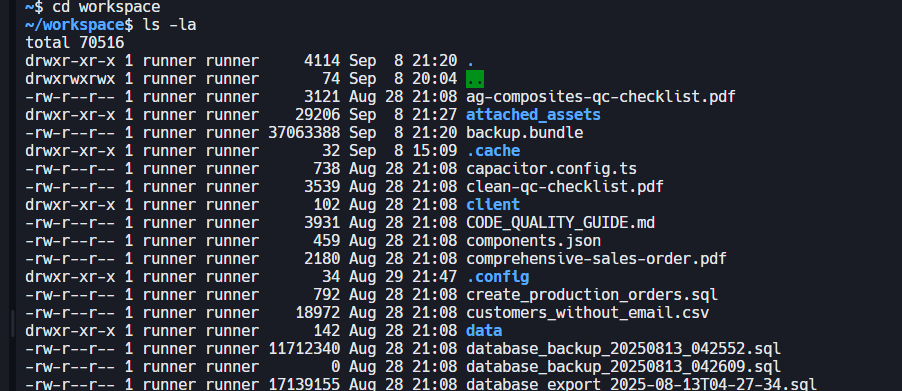 ~$ cd workspace
~/workspace$ ls -la
total 70516
drwxr-xr-x 1 runner runner     4114 Sep  8 21:20 .
drwxrwxrwx 1 runner runner       74 Sep  8 20:04 ..
-rw-r--r-- 1 runner runner     3121 Aug 28 21:08 ag-composites-qc-checklist.pdf
drwxr-xr-x 1 runner runner    29206 Sep  8 21:27 attached_assets
-rw-r--r-- 1 runner runner 37063388 Sep  8 21:20 backup.bundle
drwxr-xr-x 1 runner runner       32 Sep  8 15:09 .cache
-rw-r--r-- 1 runner runner      738 Aug 28 21:08 capacitor.config.ts
-rw-r--r-- 1 runner runner     3539 Aug 28 21:08 clean-qc-checklist.pdf
drwxr-xr-x 1 runner runner      102 Aug 28 21:08 client
-rw-r--r-- 1 runner runner     3931 Aug 28 21:08 CODE_QUALITY_GUIDE.md
-rw-r--r-- 1 runner runner      459 Aug 28 21:08 components.json
-rw-r--r-- 1 runner runner     2180 Aug 28 21:08 comprehensive-sales-order.pdf
drwxr-xr-x 1 runner runner       34 Aug 29 21:47 .config
-rw-r--r-- 1 runner runner      792 Aug 28 21:08 create_production_orders.sql
-rw-r--r-- 1 runner runner    18972 Aug 28 21:08 customers_without_email.csv
drwxr-xr-x 1 runner runner      142 Aug 28 21:08 data
-rw-r--r-- 1 runner runner 11712340 Aug 28 21:08 database_backup_20250813_042552.sql
-rw-r--r-- 1 runner runner        0 Aug 28 21:08 database_backup_20250813_042609.sql
-rw-r--r-- 1 runner runner 17139155 Aug 28 21:08 database_export_2025-08-13T04-27-34.sql